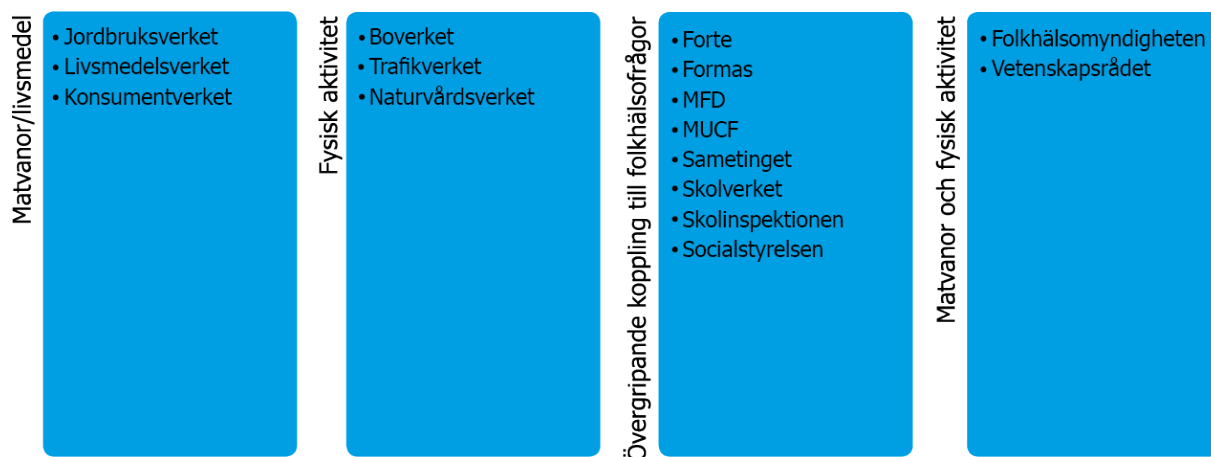 Matvanor/livsmedel
• Jordbruksverket
• Livsmedelsverket
• Konsumentverket
Fysisk aktivitet
• Boverket
• Trafikverket
• Naturvårdsverket
Övergripande koppling till folkhälsofrågor
• Forte
• Formas
• MFD
• MUCF
• Sametinget
• Skolverket
• Skolinspektionen
• Socialstyrelsen
Matvanor och fysisk aktivitet
• Folkhälsomyndigheten
• Vetenskapsrådet